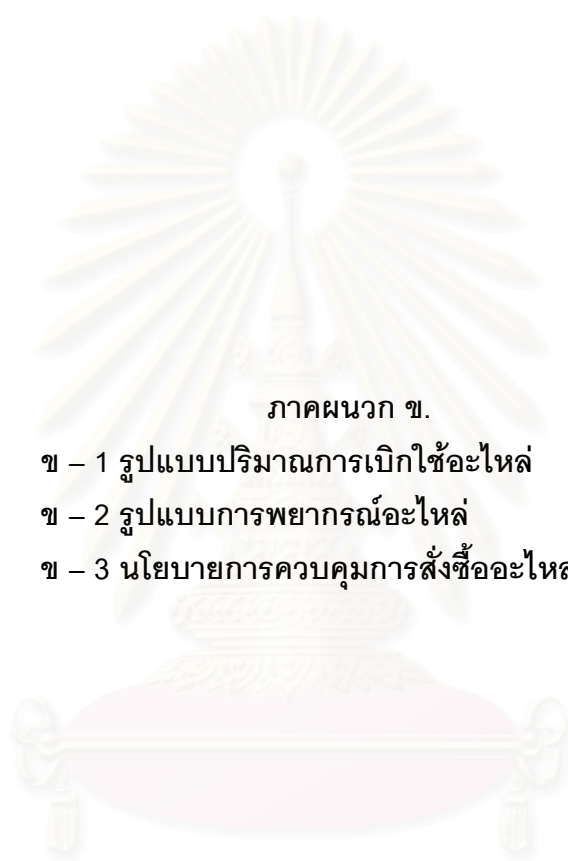 ภาคผนวก ข.
ข – 1 รูปแบบปริมาณการเบิกใช้อะไหล่
ข – 2 รูปแบบการพยากรณ์อะไหล่
ข – 3 นโยบายการควบคุมการสั่งซื้ออะไหล